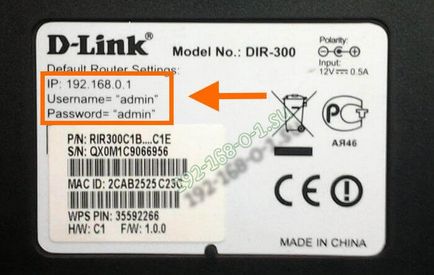 D-Link
Model No.: DIR-300
Polarity:
Input:
12V 0.5A
Default Router Settings:
IP: 192.168.0.1
Username= "admin"
Password= "admin"
P/N: RIR300C1B....C1E
S/N: QX0M1C9066956
MAC ID: 2CAB2525C23C
WPS PIN: 35592266
H/W: C1 F/W: 1.0.0
АЯ46
CE
MADE IN CHINA
192-168-0-1.su